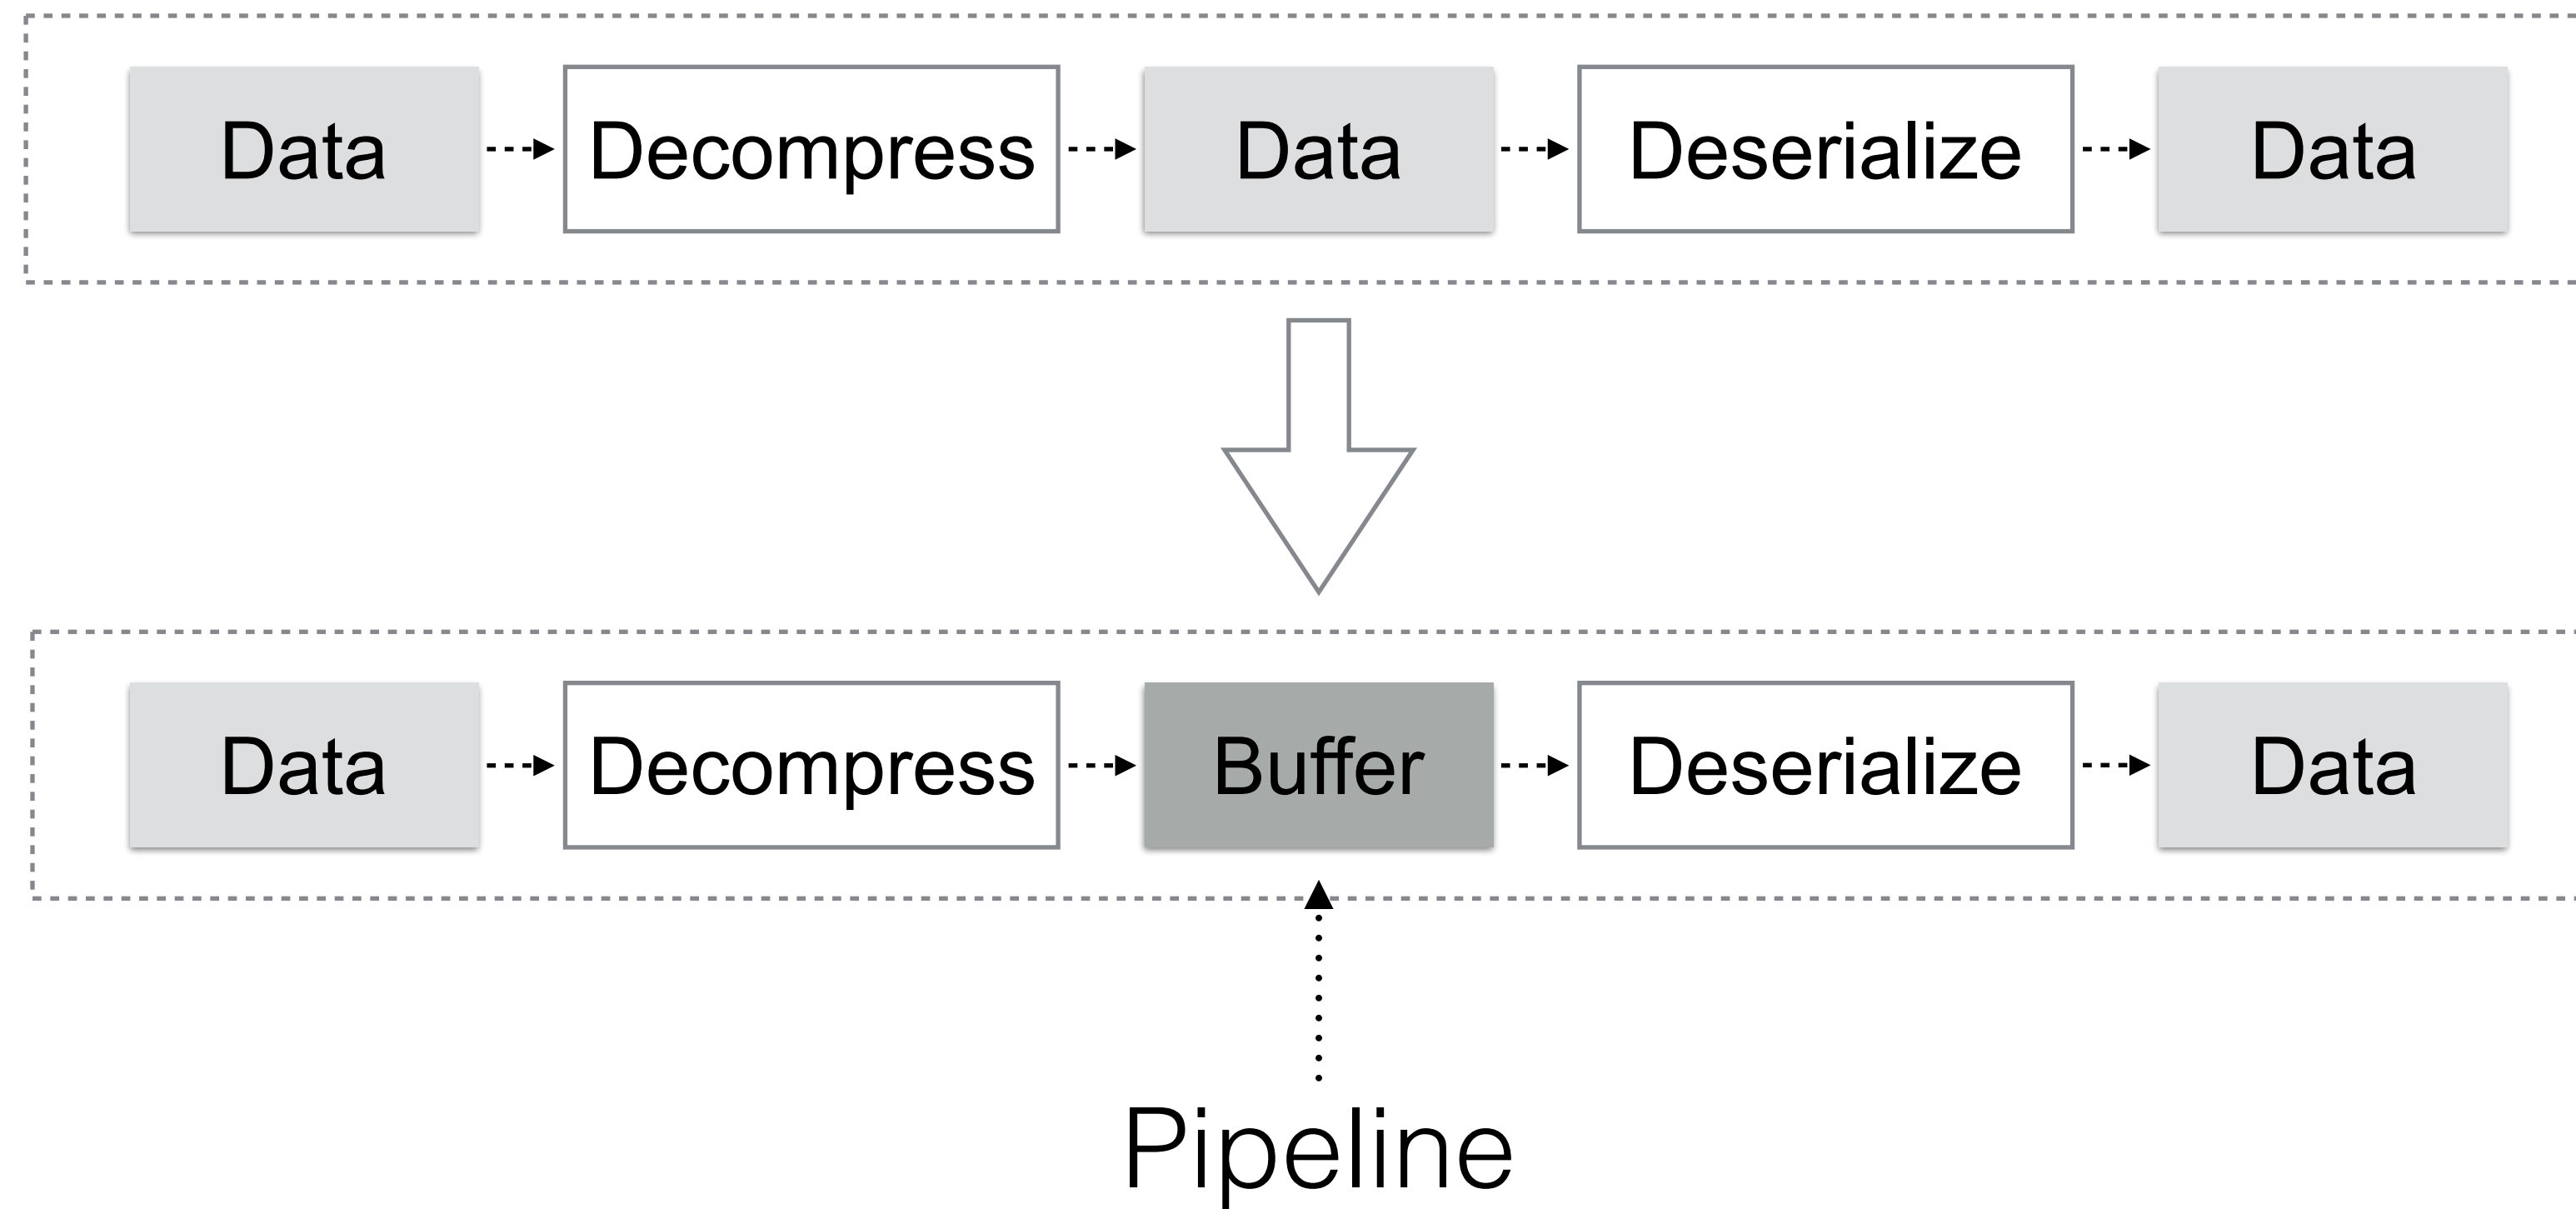 Data Decompress Data Deserialize Data
Data Decompress Buffer Deserialize Data
Pipeline